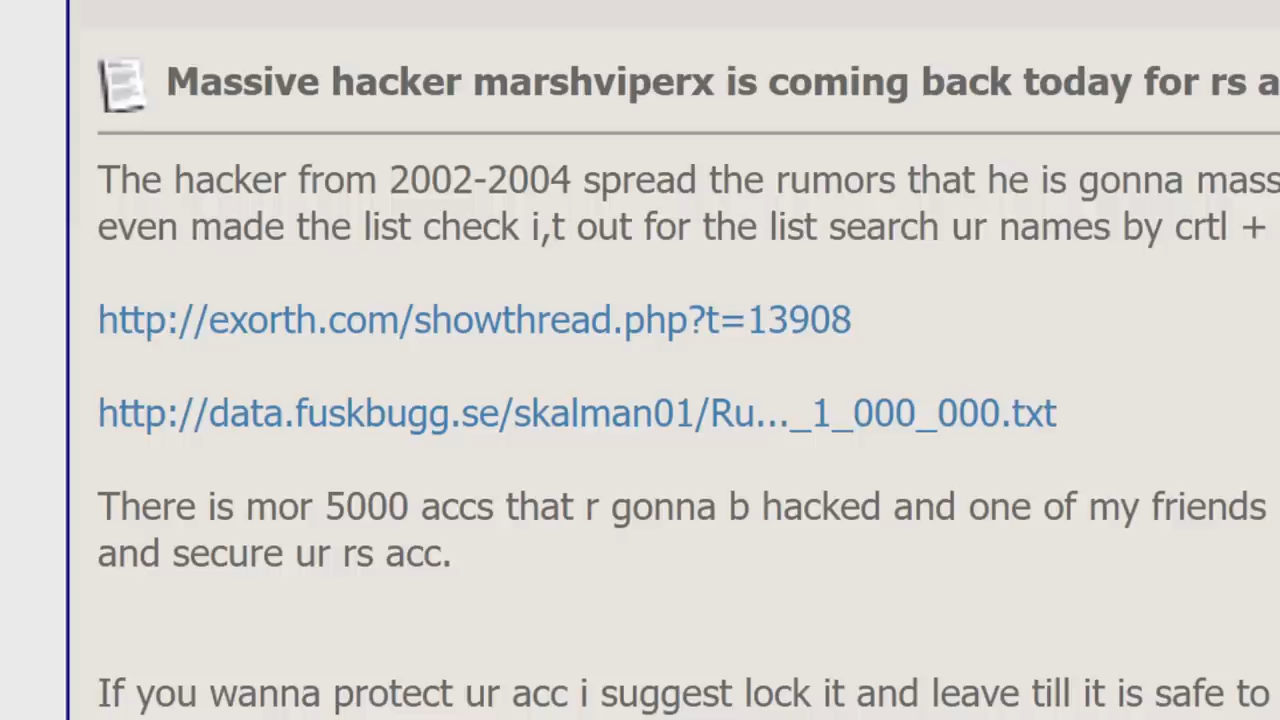 Massive hacker marshviperx is coming back today for rs a
The hacker from 2002-2004 spread the rumors that he is gonna mass
even made the list check i,t out for the list search ur names by crtl +
http://exorth.com/showthread.php?t=13908
http://data.fuskbugg.se/skalman01/Ru..._1_000_000.txt
There is mor 5000 accs that r gonna b hacked and one of my friends
and secure ur rs acc.
If you wanna protect ur acc i suggest lock it and leave till it is safe to